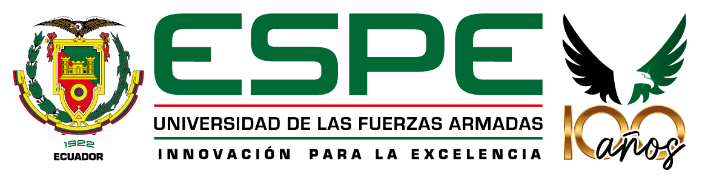 1922
ECUADOR
ESPE
UNIVERSIDAD DE LAS FUERZAS ARMADAS
INNOVACIÓN PARA LA EXCELENCIA
100
años